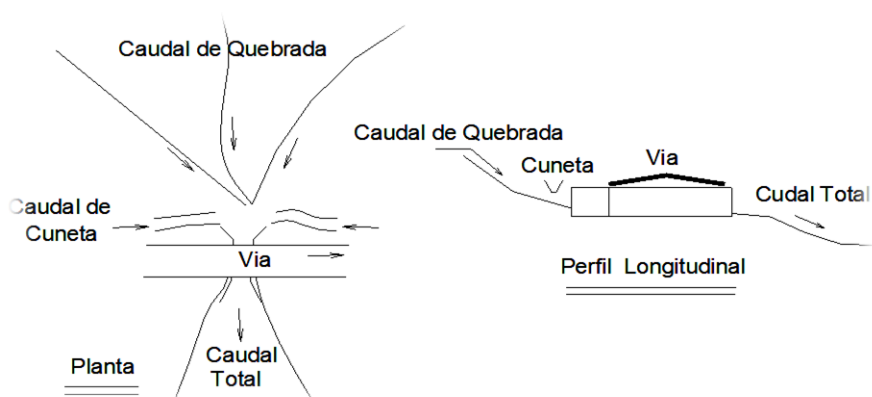 Caudal de Quebrada
Caudal de
Cuneta
Via
Caudal
Total
Planta
Caudal de Quebrada
Cuneta
Via
Cudal Total
Perfil Longitudinal